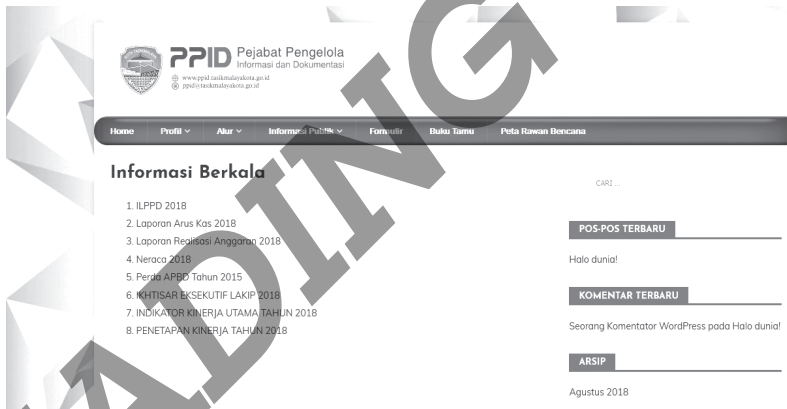 PPID Pejabat Pengelola
Informasi dan Dokumentasi
www.ppid.tasikmalayakota.go.id
ppid@tasikmalayakota.go.id
Home Profil Alur Informasi Publik Formulir Buku Tamu Peta Rawan Bencana
Informasi Berkala
1. ILPPD 2018
2. Laporan Arus Kas 2018
3. Laporan Realisasi Anggaran 2018
4. Neraca 2018
5. Perda APBD Tahun 2015
6. IKHTISAR EKSEKUTIF LAKIP 2018
7. INDIKATOR KINERJA UTAMA TAHUN 2018
8. PENETAPAN KINERJA TAHUN 2018
CARI ...
POS-POS TERBARU
Halo dunia!
KOMENTAR TERBARU
Seorang Komentator WordPress pada Halo dunia!
ARSIP
Agustus 2018
ADING